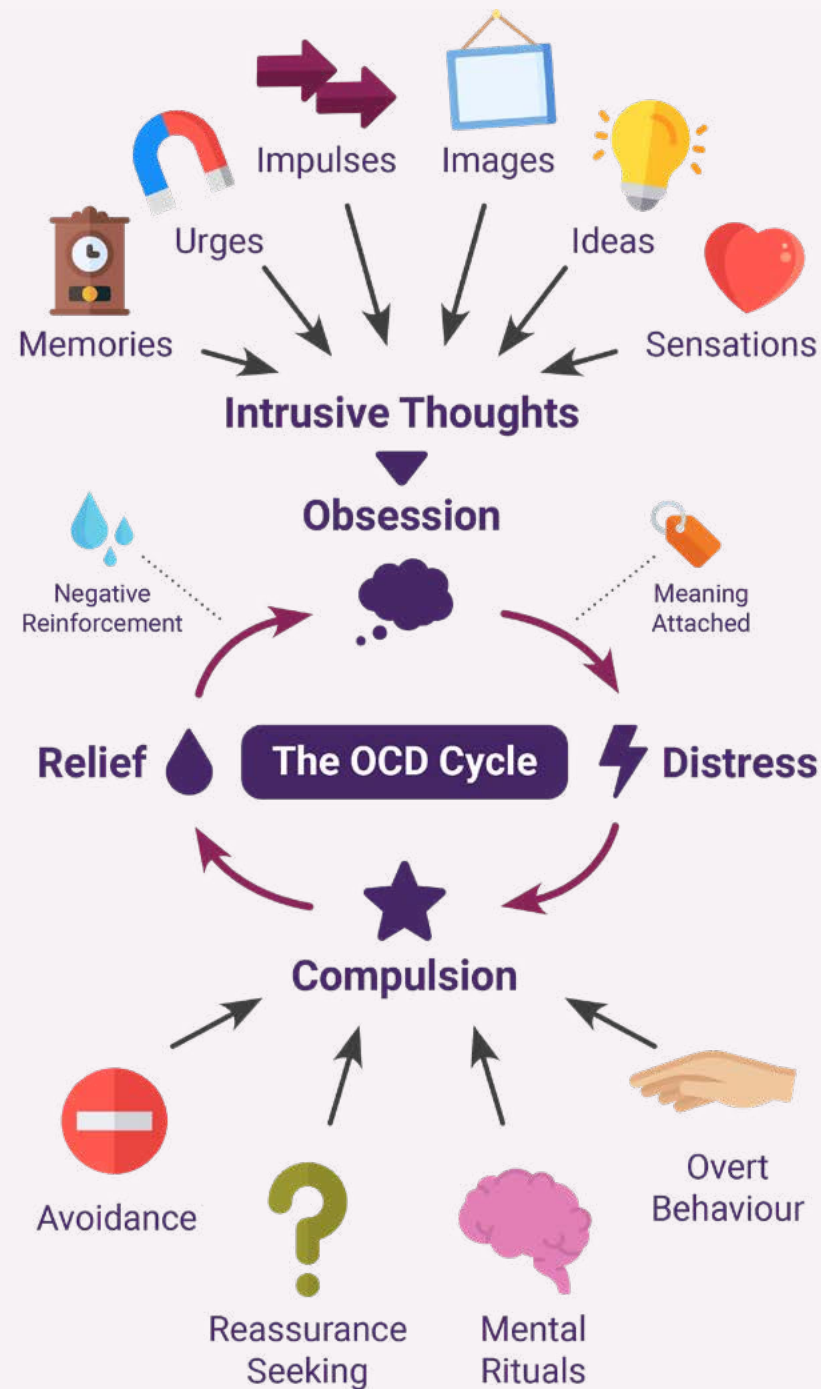 Impulses
Images
Urges
Ideas
Memories
Sensations
Intrusive Thoughts
Obsession
Negative
Reinforcement
Meaning
Attached
Relief
The OCD Cycle
Distress
Compulsion
Avoidance
Reassurance
Seeking
Mental
Rituals
Overt
Behaviour